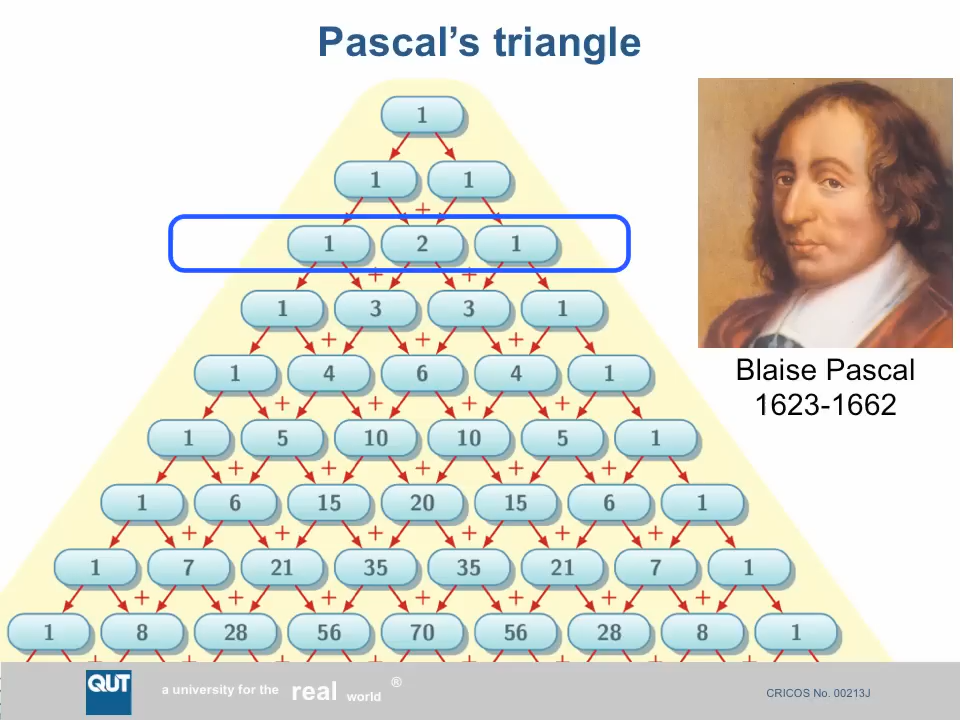 Pascal’s triangle
1
1 1
+
1 2 1
+ +
1 3 3 1
+ + +
1 4 6 4 1
+ + + +
1 5 10 10 5 1
+ + + + +
1 6 15 20 15 6 1
+ + + + + +
1 7 21 35 35 21 7 1
+ + + + + + +
1 8 28 56 70 56 28 8 1
Blaise Pascal
1623-1662
QUT
a university for the real world ®
CRICOS No. 00213J